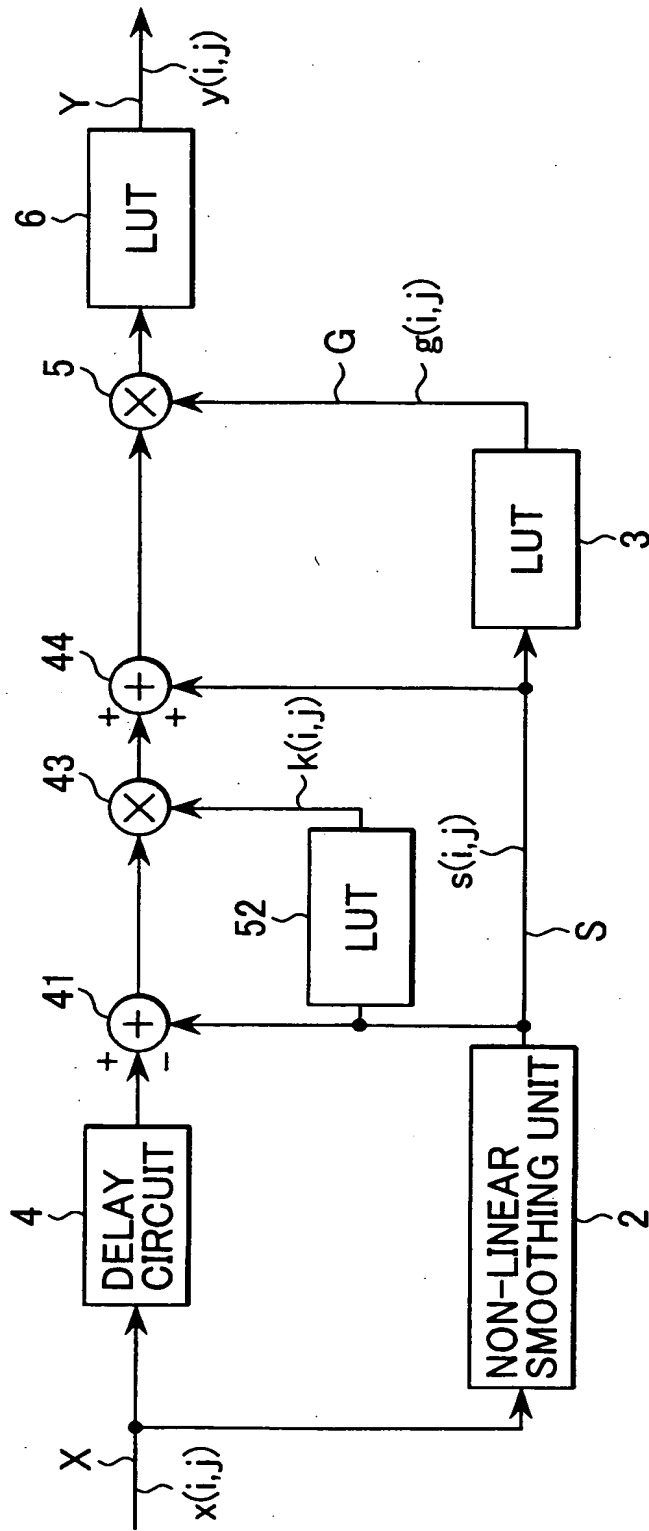 X
x(i,j)
4
DELAY
CIRCUIT
NON-LINEAR
SMOOTHING UNIT
2
41
+
+
−
52
LUT
k(i,j)
43
×
44
+
+
+
s(i,j)
S
LUT
3
G
g(i,j)
5
×
6
LUT
Y
y(i,j)